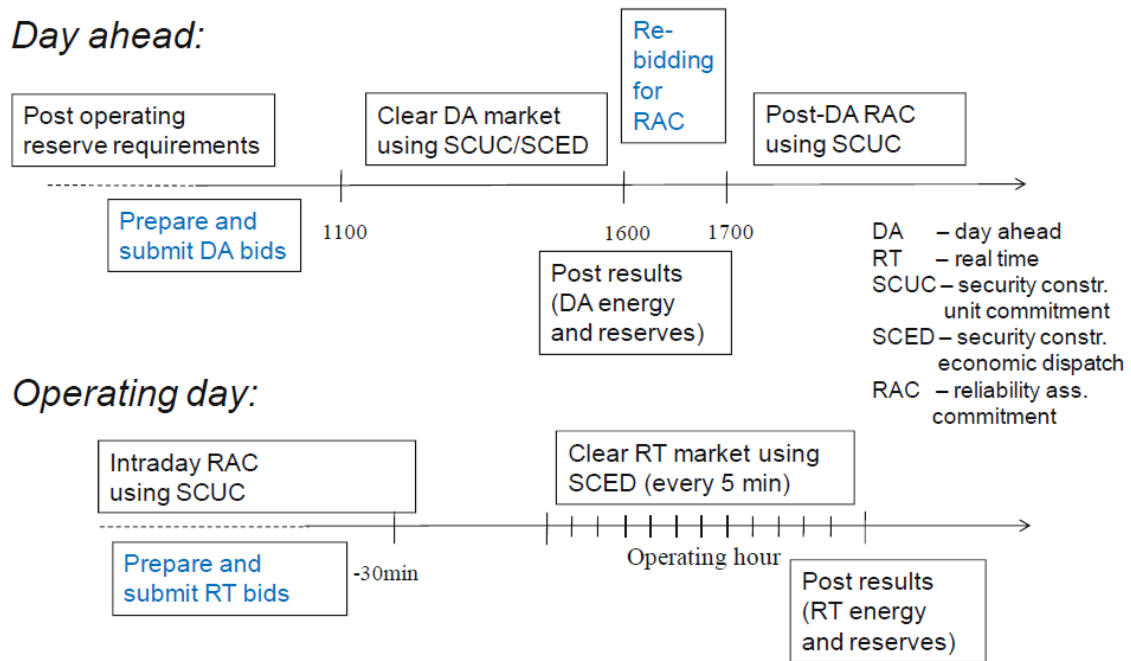 Day ahead:
Re-
bidding
for
RAC
Post operating
reserve requirements
Clear DA market
using SCUC/SCED
Post-DA RAC
using SCUC
Prepare and
submit DA bids
1100
1600
1700
Post results
(DA energy
and reserves)
DA – day ahead
RT – real time
SCUC – security constr.
unit commitment
SCED – security constr.
economic dispatch
RAC – reliability ass.
commitment
Operating day:
Intraday RAC
using SCUC
Clear RT market using
SCED (every 5 min)
Prepare and
submit RT bids
-30min
Operating hour
Post results
(RT energy
and reserves)